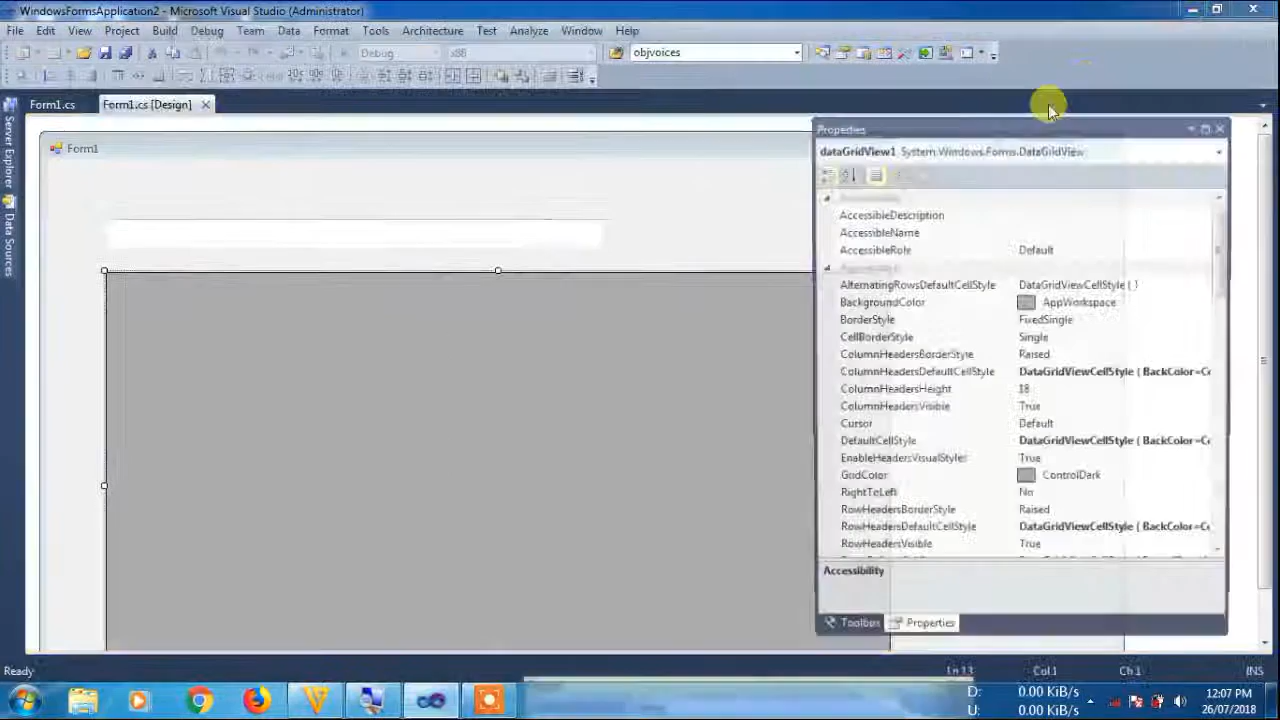 WindowsFormsApplication2 - Microsoft Visual Studio (Administrator)
File Edit View Project Build Debug Team Data Format Tools Architecture Test Analyze Window Help
Debug x86 objvoices
Form1.cs Form1.cs [Design]
Server Explorer
Data Sources
Form1
Properties
dataGridView1 System.Windows.Forms.DataGridView
AccessibleDescription
AccessibleName
AccessibleRole Default
AlternatingRowsDefaultCellStyle DataGridViewCellStyle { }
BackgroundColor AppWorkspace
BorderStyle FixedSingle
CellBorderStyle Single
ColumnHeadersBorderStyle Raised
ColumnHeadersDefaultCellStyle DataGridViewCellStyle { BackColor=Co
ColumnHeadersHeight 18
ColumnHeadersVisible True
Cursor Default
DefaultCellStyle DataGridViewCellStyle { BackColor=Co
EnableHeadersVisualStyles True
GridColor ControlDark
RightToLeft No
RowHeadersBorderStyle Raised
RowHeadersDefaultCellStyle DataGridViewCellStyle { BackColor=Co
RowHeadersVisible True
Accessibility
Toolbox Properties
Ready Ln 13 Col 1 Ch 1 INS
D: 0.00 KiB/s
U: 0.00 KiB/s
12:07 PM
26/07/2018